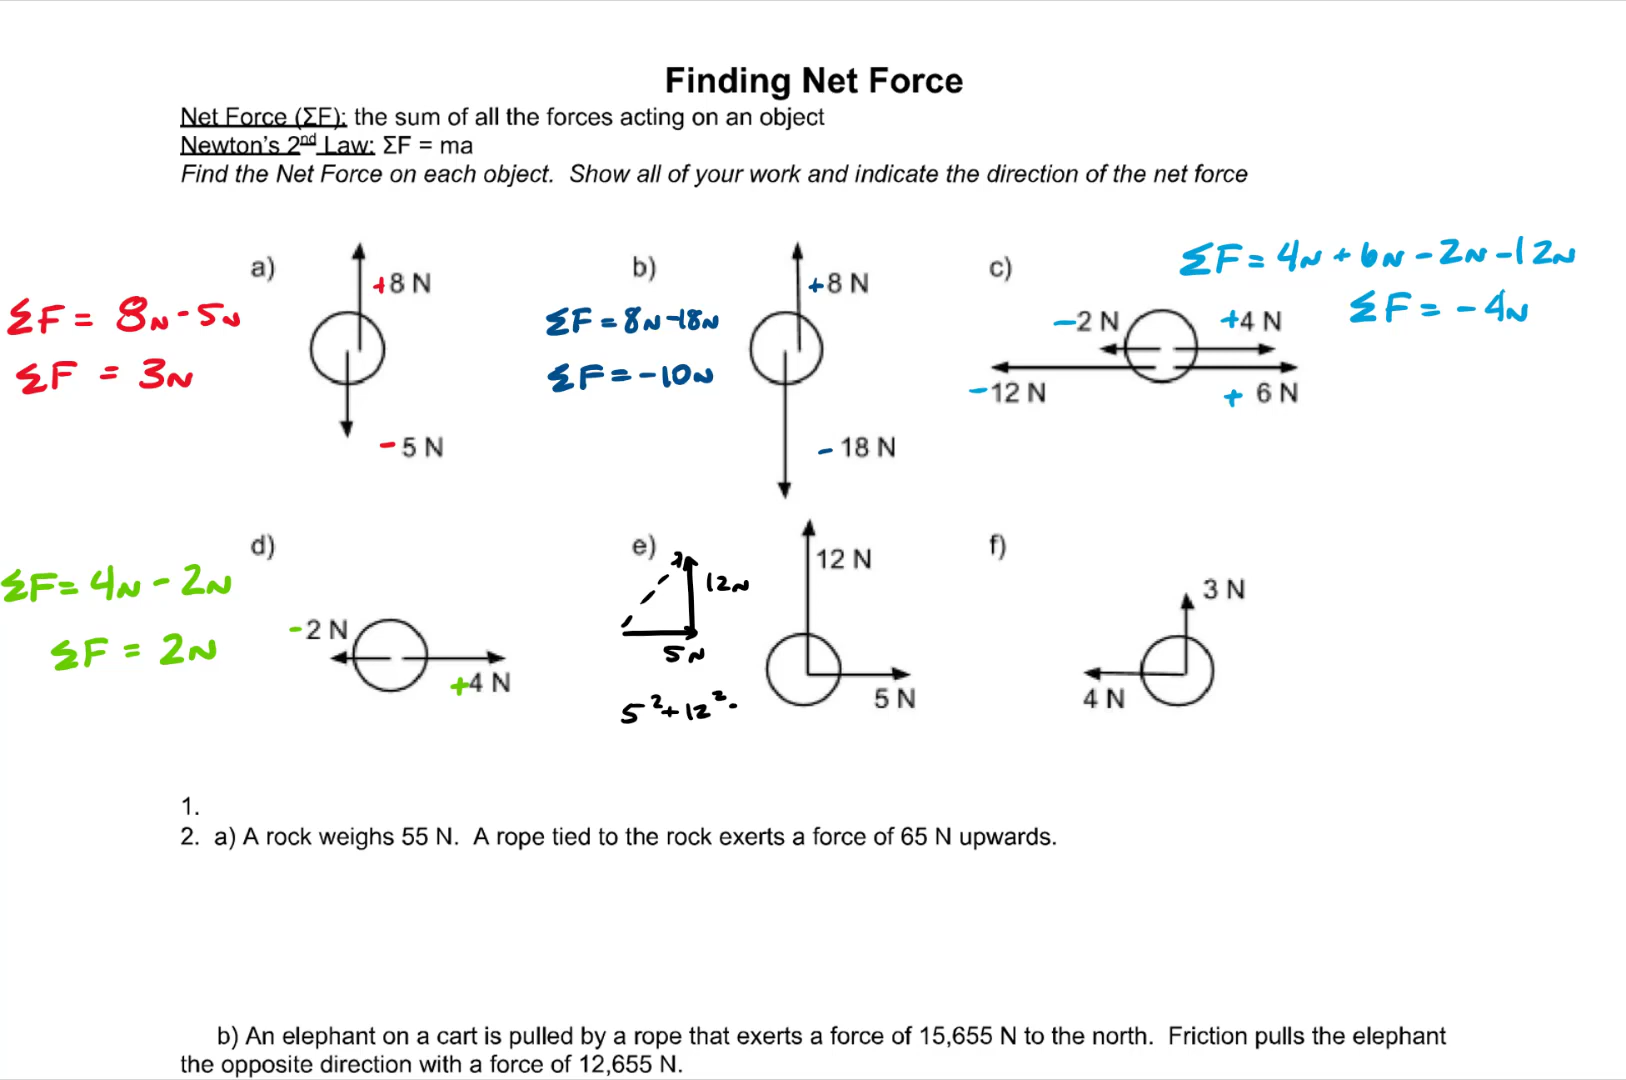 Finding Net Force
Net Force (ΣF): the sum of all the forces acting on an object
Newton's 2nd Law: ΣF = ma
Find the Net Force on each object. Show all of your work and indicate the direction of the net force
a)
+8 N
ΣF = 8N-5N
ΣF = 3N
-5 N
b)
+8 N
ΣF=8N-18N
ΣF=-10N
-18 N
c)
ΣF=4N+6N-2N-12N
ΣF=-4N
-2 N
+4 N
-12 N
+ 6 N
d)
ΣF=4N-2N
ΣF=2N
-2 N
+4 N
e)
12N
5N
5²+12²
12 N
5 N
f)
3 N
4 N
1.
2. a) A rock weighs 55 N. A rope tied to the rock exerts a force of 65 N upwards.
b) An elephant on a cart is pulled by a rope that exerts a force of 15,655 N to the north. Friction pulls the elephant
the opposite direction with a force of 12,655 N.